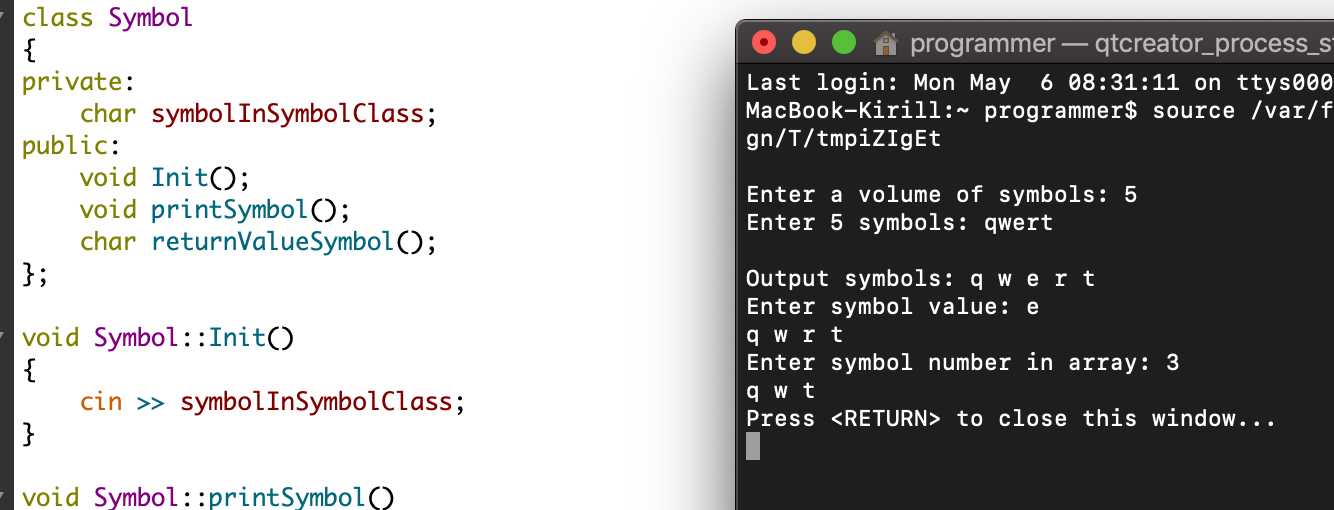 class Symbol
{
private:
    char symbolInSymbolClass;
public:
    void Init();
    void printSymbol();
    char returnValueSymbol();
};
void Symbol::Init()
{
    cin >> symbolInSymbolClass;
}
void Symbol::printSymbol()
programmer — qtcreator_process_st
Last login: Mon May  6 08:31:11 on ttys000
MacBook-Kirill:~ programmer$ source /var/f
gn/T/tmpiZIgEt
Enter a volume of symbols: 5
Enter 5 symbols: qwert
Output symbols: q w e r t
Enter symbol value: e
q w r t
Enter symbol number in array: 3
q w t
Press <RETURN> to close this window...